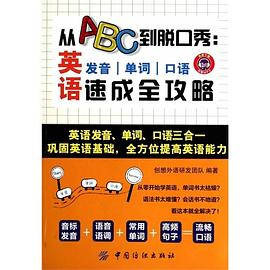 从ABC到脱口秀：
英语
发音｜单词｜口语
速成全攻略
英语发音、单词、口语三合一
巩固英语基础，全方位提高英语能力
创想外语研发团队 编著
从零开始学英语，单词书太枯燥？
语法书太难懂？会话书不地道？
看这本就全解决了！
音标发音
+
语音语调
+
常用单词
+
高频句子
=
流畅口语
中国纺织出版社